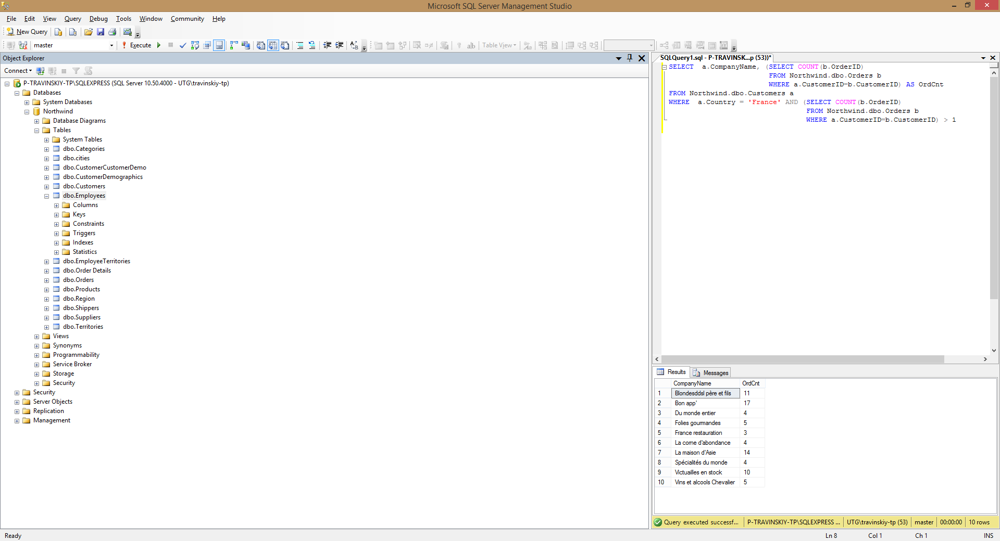 Microsoft SQL Server Management Studio
File Edit View Query Debug Tools Window Community Help
New Query
master Execute Table View
Object Explorer
Connect
P-TRAVINSKIY-TP\SQLEXPRESS (SQL Server 10.50.4000 - UTG\travinskiy-tp)
Databases
System Databases
Northwind
Database Diagrams
Tables
System Tables
dbo.Categories
dbo.cities
dbo.CustomerCustomerDemo
dbo.CustomerDemographics
dbo.Customers
dbo.Employees
Columns
Keys
Constraints
Triggers
Indexes
Statistics
dbo.EmployeeTerritories
dbo.Order Details
dbo.Orders
dbo.Products
dbo.Region
dbo.Shippers
dbo.Suppliers
dbo.Territories
Views
Synonyms
Programmability
Service Broker
Storage
Security
Security
Server Objects
Replication
Management
SQLQuery1.sql - P-TRAVINSK...p (53))*
SELECT a.CompanyName, (SELECT COUNT(b.OrderID)
FROM Northwind.dbo.Orders b
WHERE a.CustomerID=b.CustomerID) AS OrdCnt
FROM Northwind.dbo.Customers a
WHERE a.Country = 'France' AND (SELECT COUNT(b.OrderID)
FROM Northwind.dbo.Orders b
WHERE a.CustomerID=b.CustomerID) > 1
Results Messages
CompanyName OrdCnt
1 Blondesddsl père et fils 11
2 Bon app' 17
3 Du monde entier 4
4 Folies gourmandes 5
5 France restauration 3
6 La corne d'abondance 4
7 La maison d'Asie 14
8 Spécialités du monde 4
9 Victuailles en stock 10
10 Vins et alcools Chevalier 5
Query executed successf... P-TRAVINSKIY-TP\SQLEXPRESS ... UTG\travinskiy-tp (53) master 00:00:00 10 rows
Ready Ln 8 Col 1 Ch 1 INS